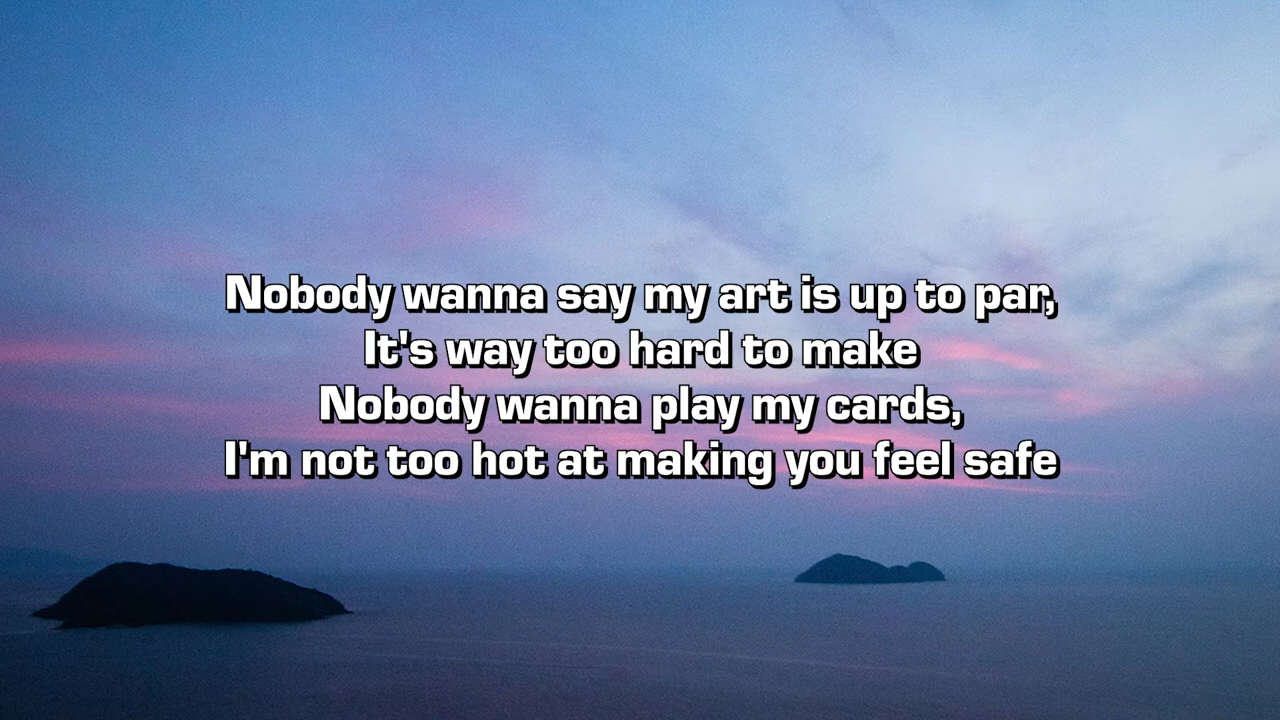 Nobody wanna say my art is up to par,
It's way too hard to make
Nobody wanna play my cards,
I'm not too hot at making you feel safe